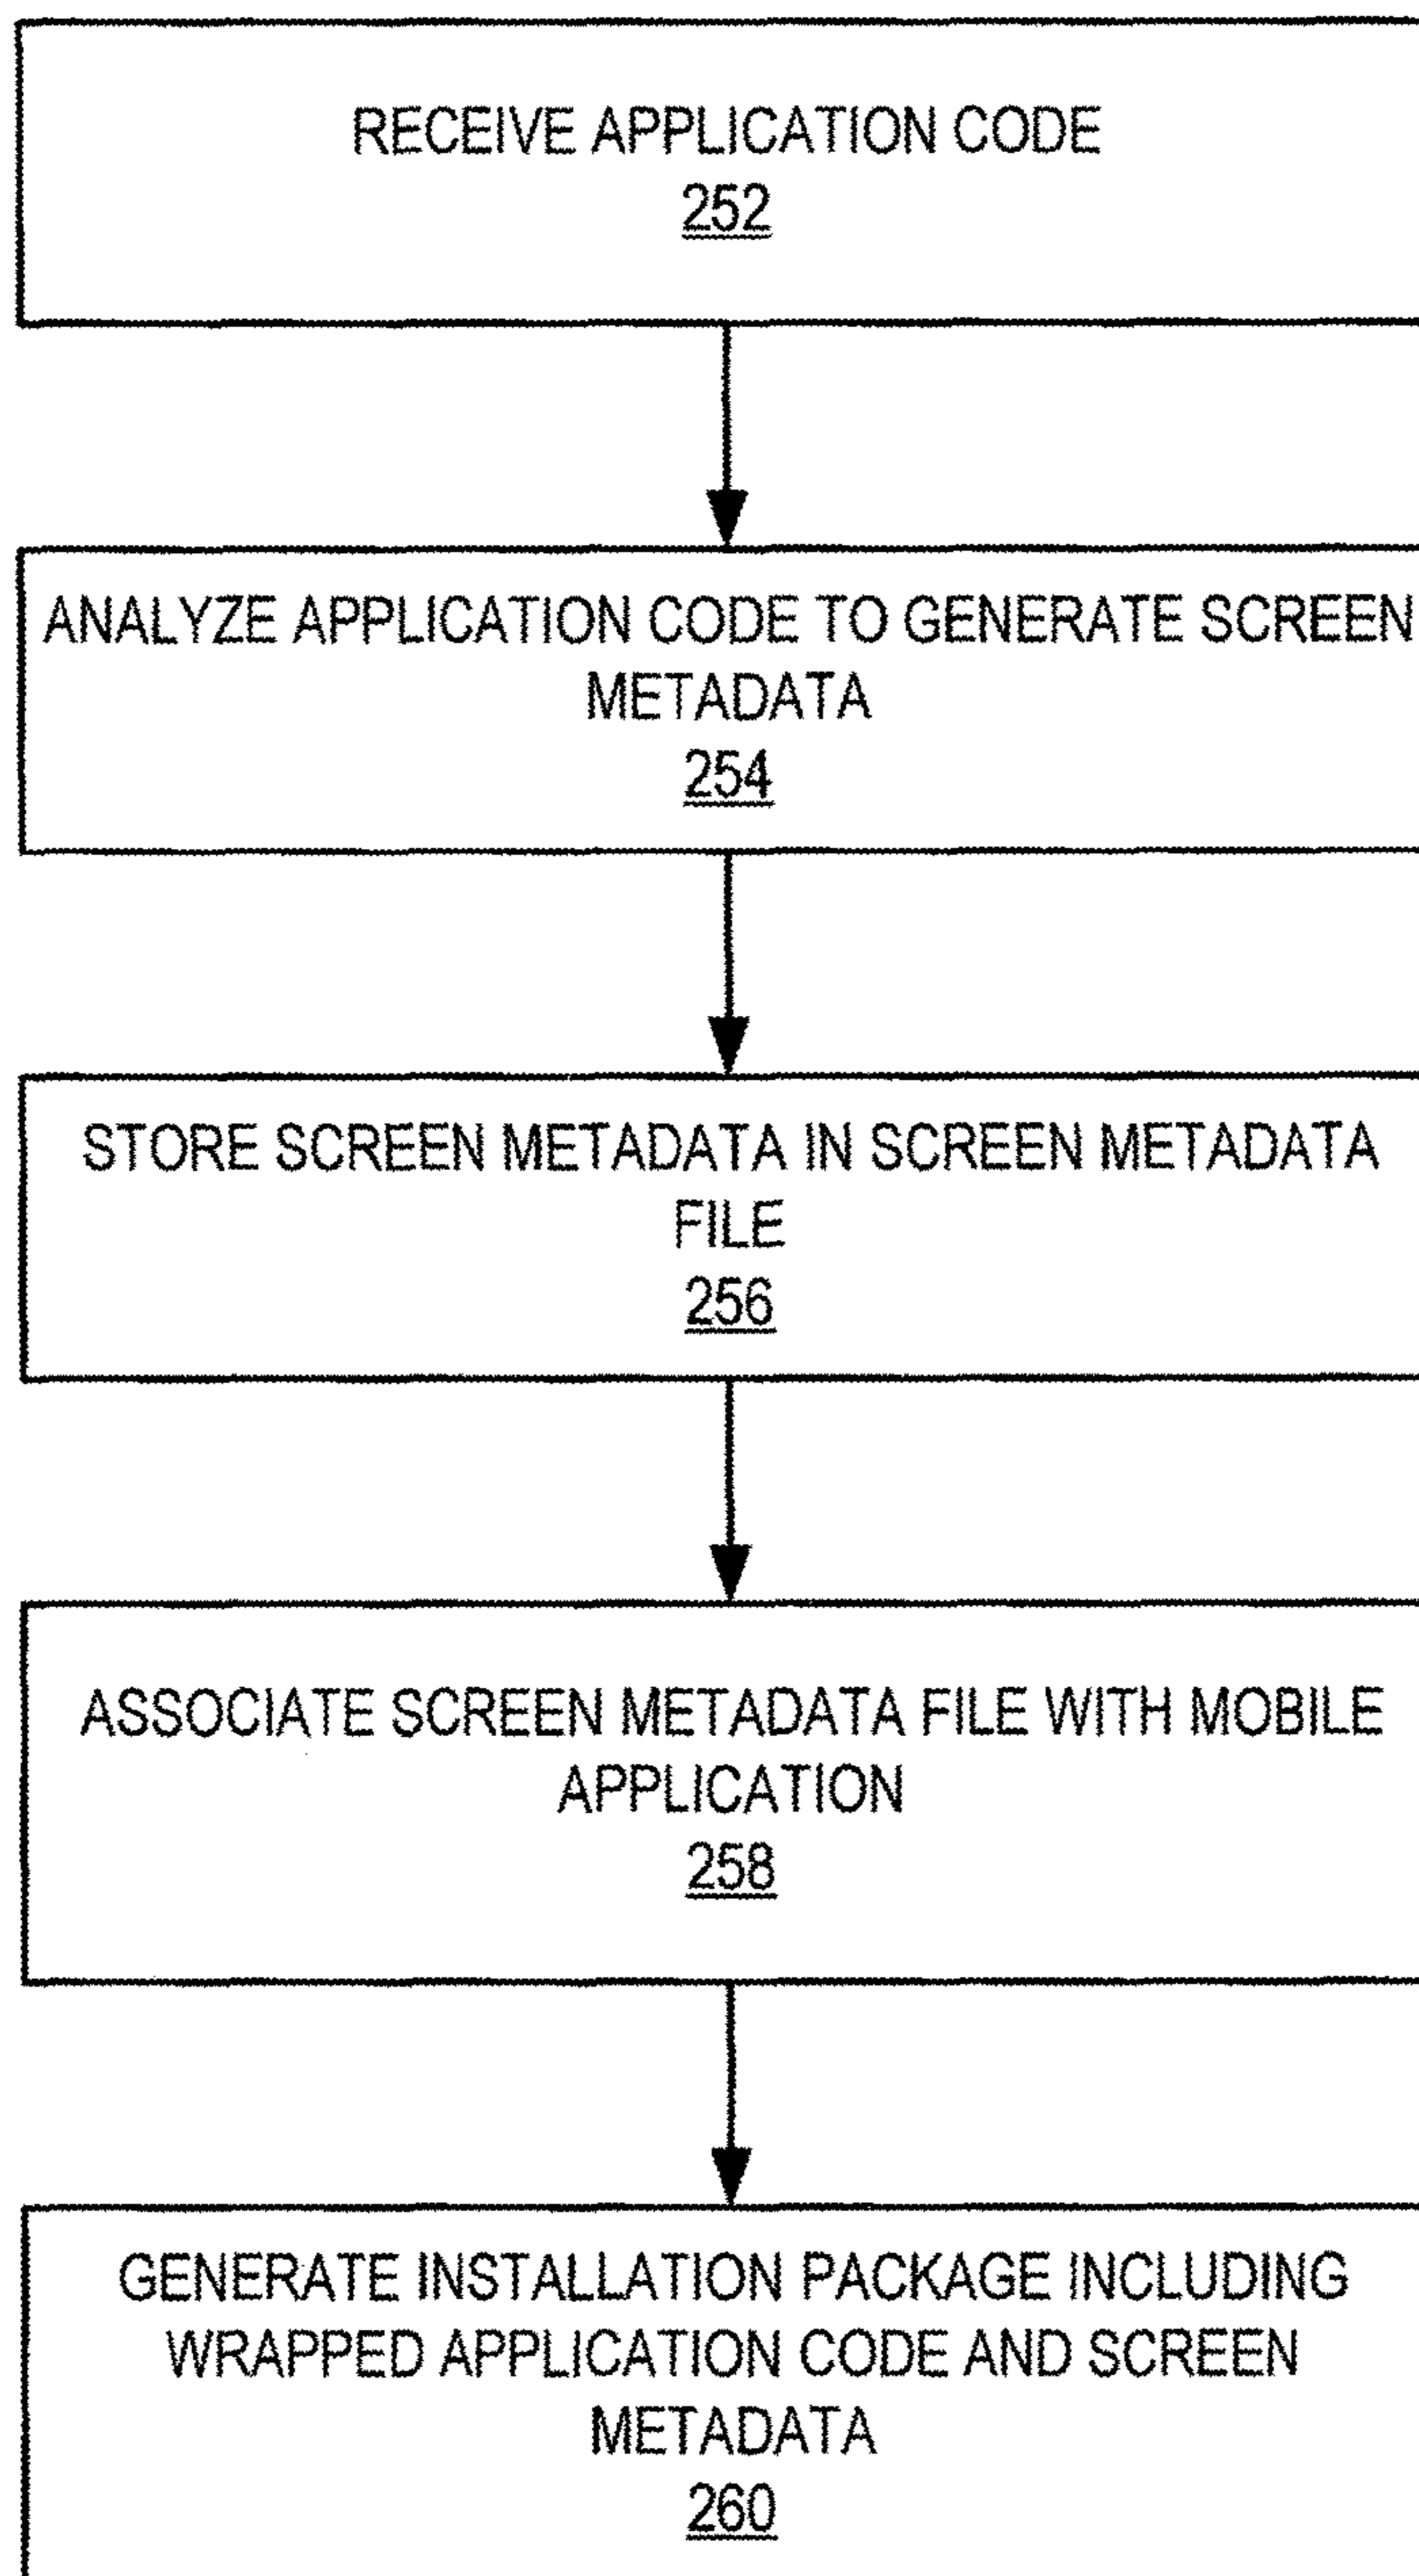 RECEIVE APPLICATION CODE
252
ANALYZE APPLICATION CODE TO GENERATE SCREEN
METADATA
254
STORE SCREEN METADATA IN SCREEN METADATA
FILE
256
ASSOCIATE SCREEN METADATA FILE WITH MOBILE
APPLICATION
258
GENERATE INSTALLATION PACKAGE INCLUDING
WRAPPED APPLICATION CODE AND SCREEN
METADATA
260